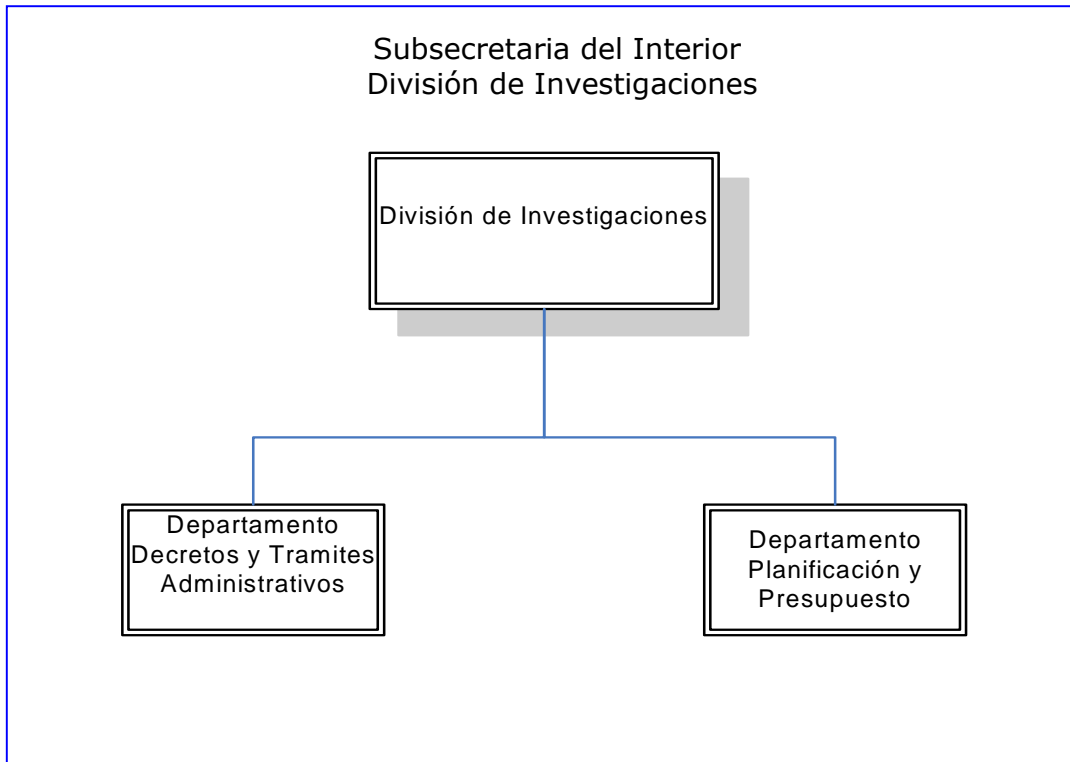 Subsecretaria del Interior
División de Investigaciones
División de Investigaciones
Departamento
Decretos y Tramites
Administrativos
Departamento
Planificación y
Presupuesto